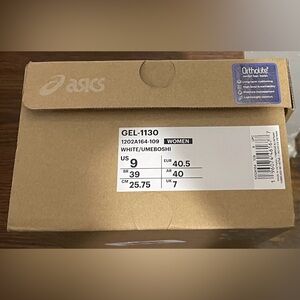 asics
Ortholite
GEL-1130
1202A164-109 WOMEN
WHITE/UMEBOSHI
US 9 EUR 40.5
BR 39 AR 40
CM 25.75 UK 7